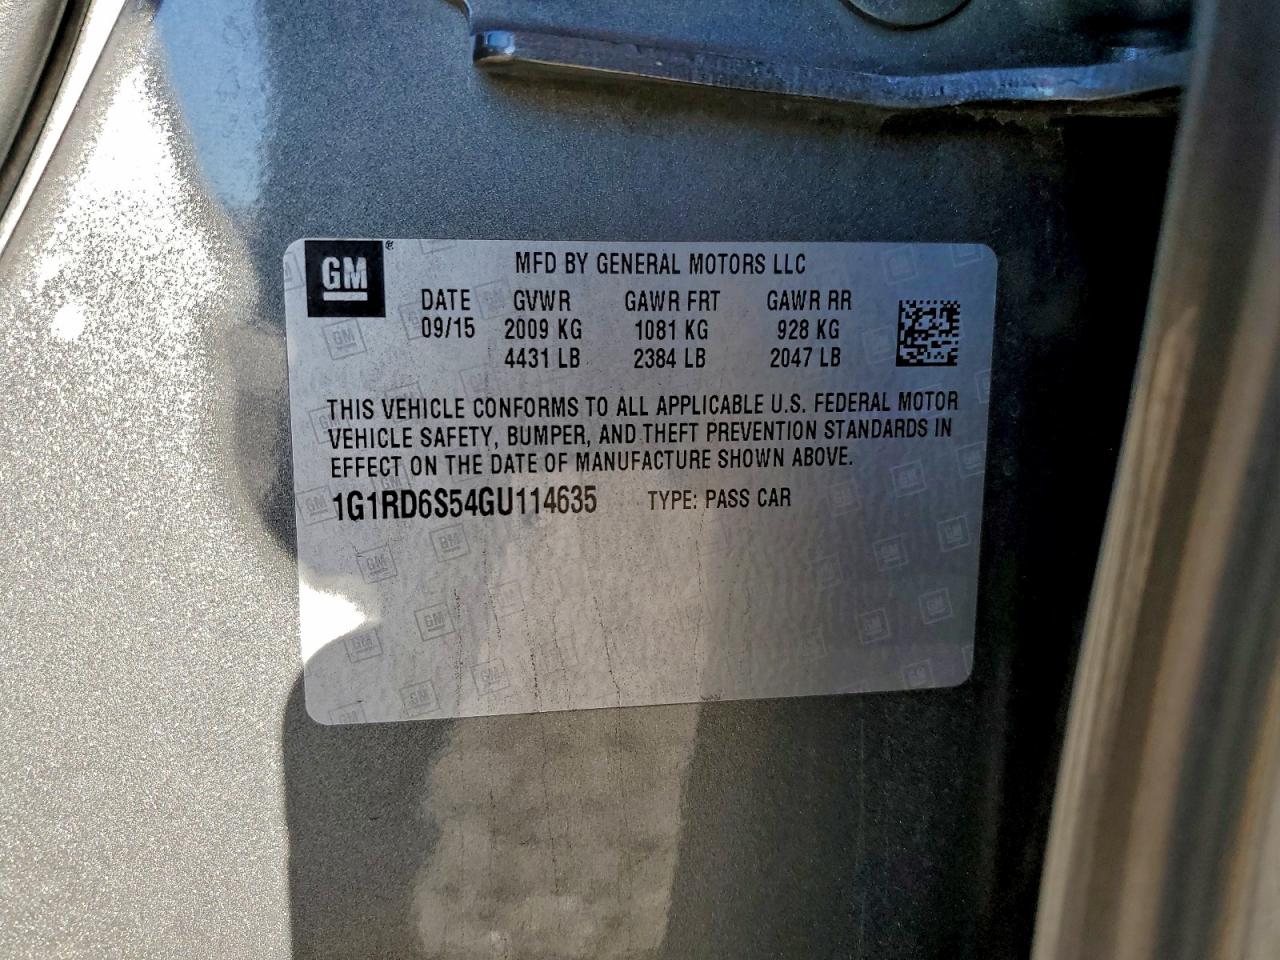 GM ®
MFD BY GENERAL MOTORS LLC
DATE GVWR GAWR FRT GAWR RR
09/15 2009 KG 1081 KG 928 KG
4431 LB 2384 LB 2047 LB
THIS VEHICLE CONFORMS TO ALL APPLICABLE U.S. FEDERAL MOTOR
VEHICLE SAFETY, BUMPER, AND THEFT PREVENTION STANDARDS IN
EFFECT ON THE DATE OF MANUFACTURE SHOWN ABOVE.
1G1RD6S54GU114635 TYPE: PASS CAR